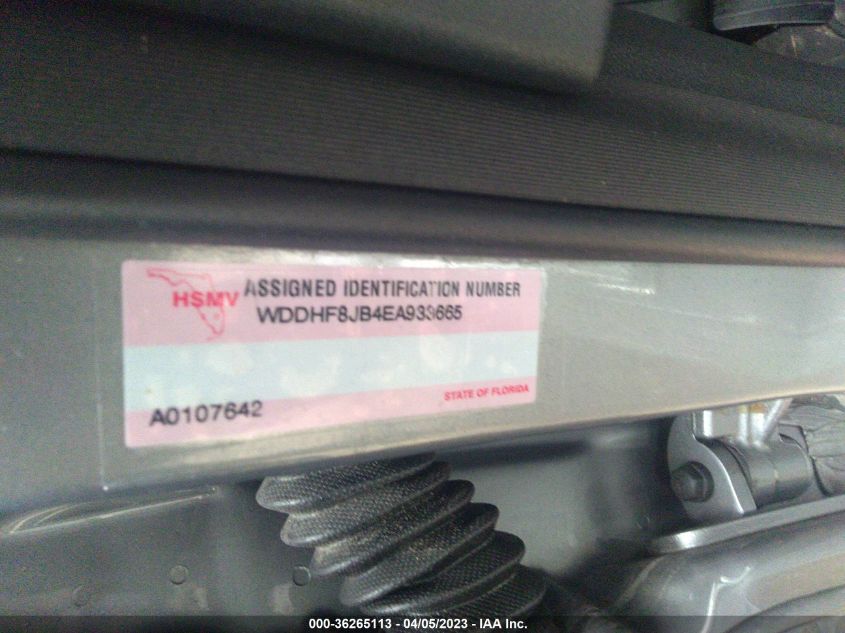 HSMV ASSIGNED IDENTIFICATION NUMBER
WDDHF8JB4EA933665
STATE OF FLORIDA
A0107642
000-36265113 - 04/05/2023 - IAA Inc.